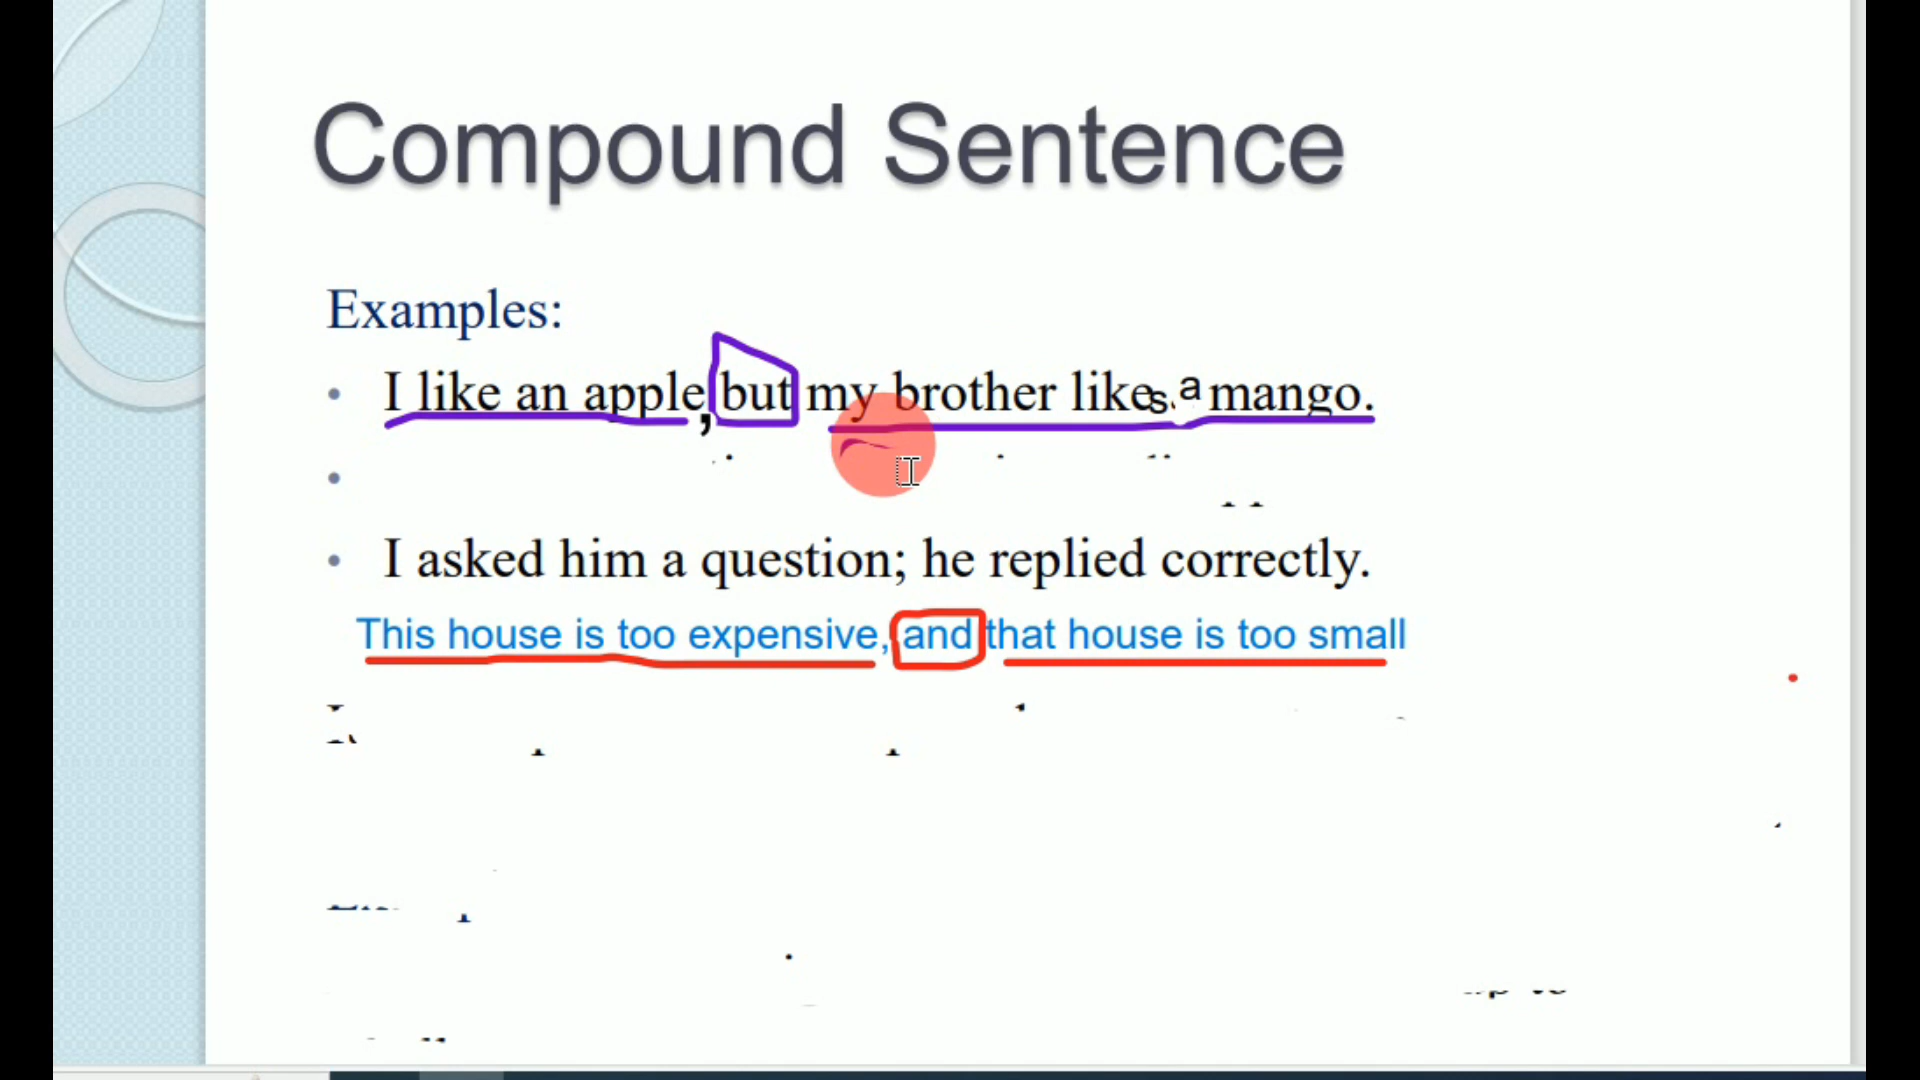 Compound Sentence
Examples:
• I like an apple, but my brother likes a mango.
•
• I asked him a question; he replied correctly.
This house is too expensive, and that house is too small